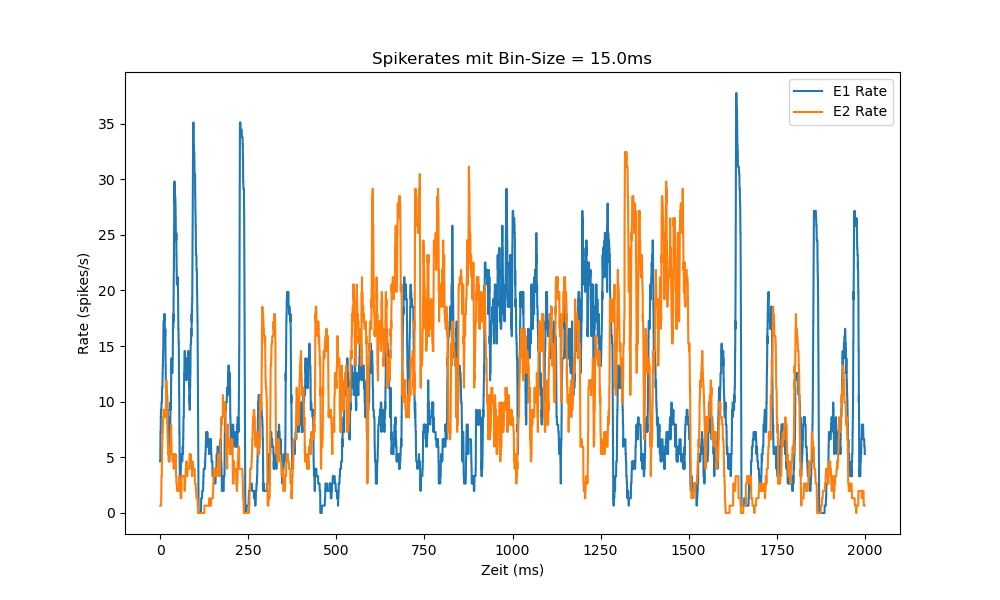 Spikerates mit Bin-Size = 15.0ms
E1 Rate
E2 Rate
35
30
25
20
15
10
5
0
Rate (spikes/s)
0 250 500 750 1000 1250 1500 1750 2000
Zeit (ms)